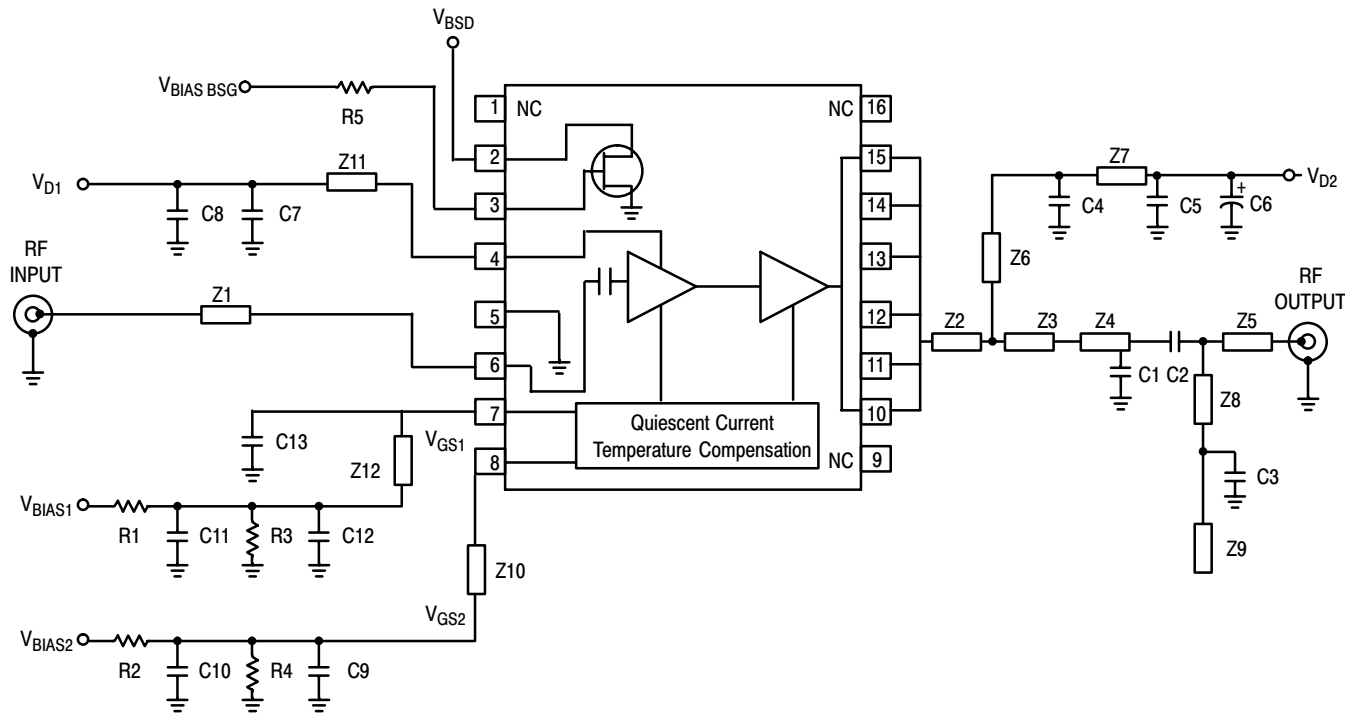 VBSD
VBIAS BSG
R5
1
NC
NC
16
2
15
Z11
Z7
VD1
VD2
3
14
C8
C7
C4
C5
+
C6
4
13
Z6
RF
INPUT
RF
OUTPUT
Z1
5
12
Z2
Z3
Z4
Z5
6
11
C1
C2
Z8
7
10
Quiescent Current
Temperature Compensation
VGS1
C13
Z12
8
NC
9
C3
VBIAS1
R1
C11
R3
C12
Z10
Z9
VGS2
VBIAS2
R2
C10
R4
C9